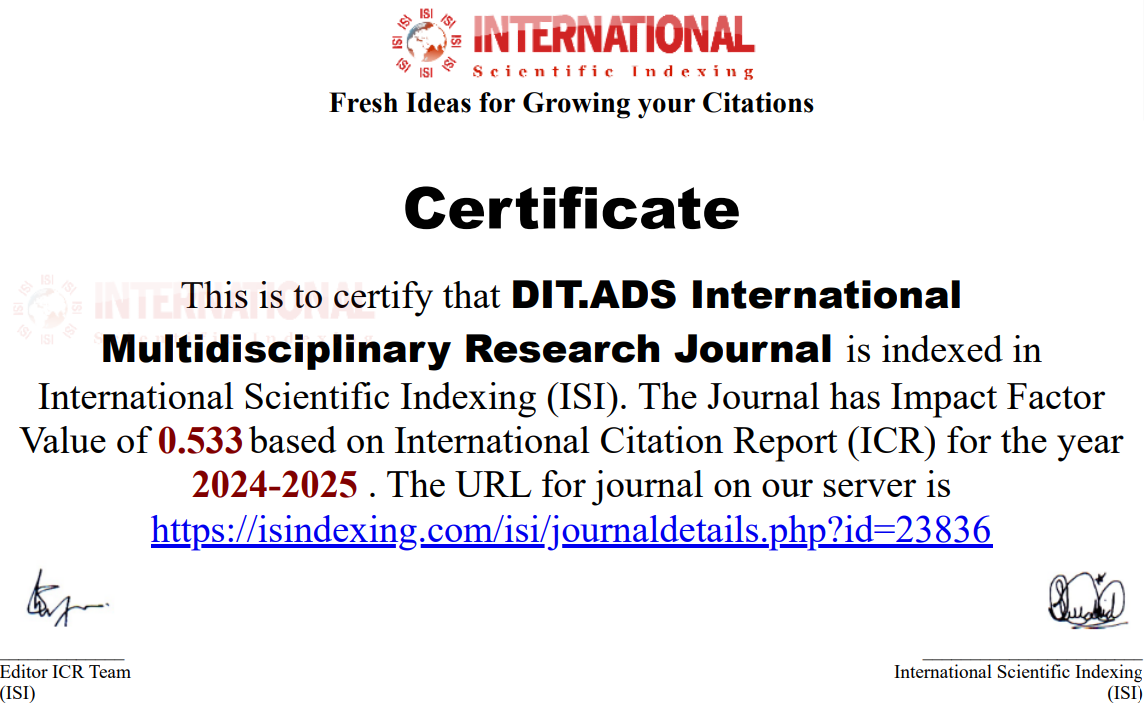 ISI ISI ISI ISI ISI ISI ISI ISI
INTERNATIONAL
Scientific Indexing
Fresh Ideas for Growing your Citations
Certificate
This is to certify that DIT.ADS International
Multidisciplinary Research Journal is indexed in
International Scientific Indexing (ISI). The Journal has Impact Factor
Value of 0.533 based on International Citation Report (ICR) for the year
2024-2025 . The URL for journal on our server is
https://isindexing.com/isi/journaldetails.php?id=23836
Editor ICR Team
(ISI)
International Scientific Indexing
(ISI)